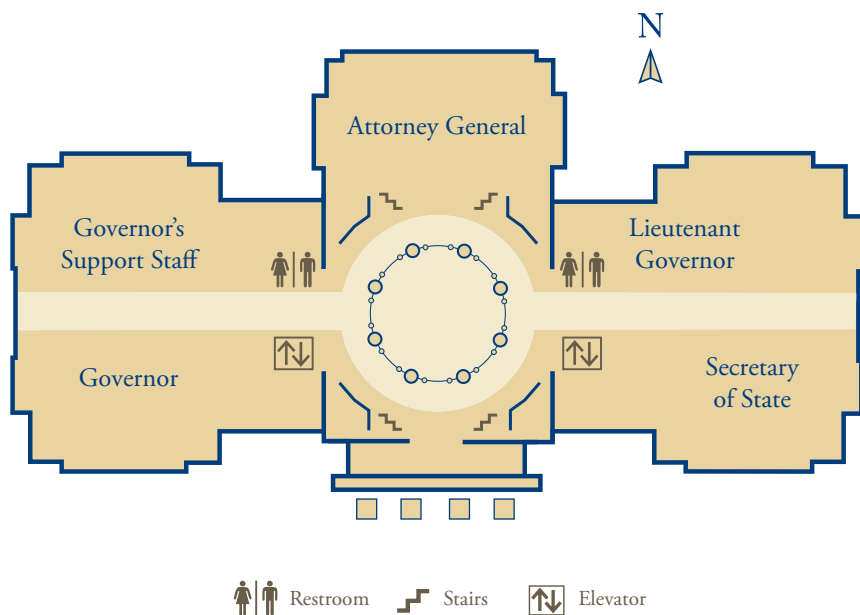 N
Attorney General
Governor's
Support Staff
Lieutenant
Governor
Governor
Secretary
of State
Restroom
Stairs
Elevator